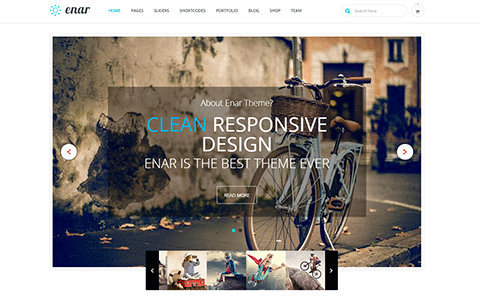 enar
HOME PAGES SLIDERS SHORTCODES PORTFOLIO BLOG SHOP TEAM
Search here
About Enar Theme?
CLEAN RESPONSIVE
DESIGN
ENAR IS THE BEST THEME EVER
READ MORE